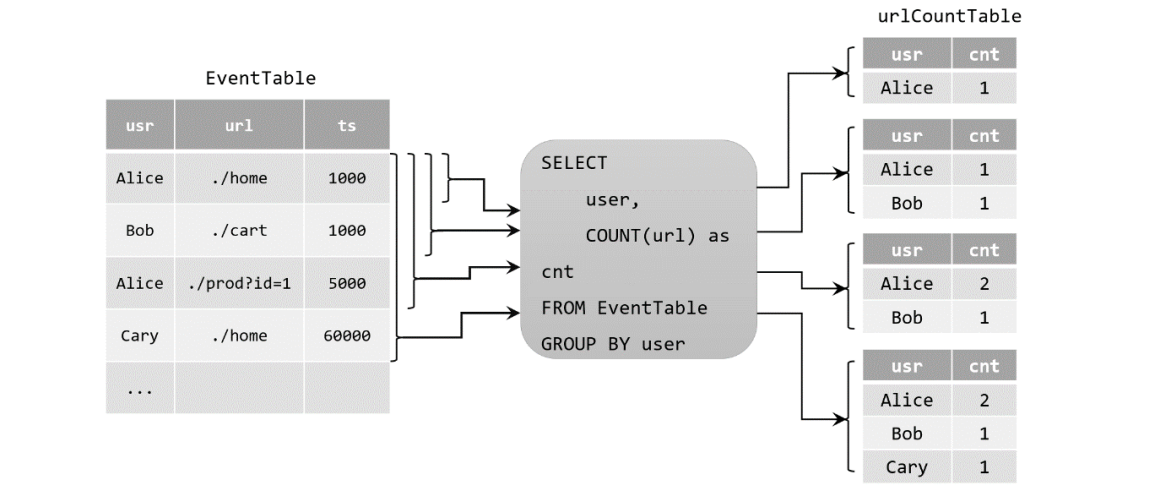 EventTable
usr url ts
Alice ./home 1000
Bob ./cart 1000
Alice ./prod?id=1 5000
Cary ./home 60000
...
SELECT
user,
COUNT(url) as
cnt
FROM EventTable
GROUP BY user
urlCountTable
usr cnt
Alice 1
usr cnt
Alice 1
Bob 1
usr cnt
Alice 2
Bob 1
usr cnt
Alice 2
Bob 1
Cary 1